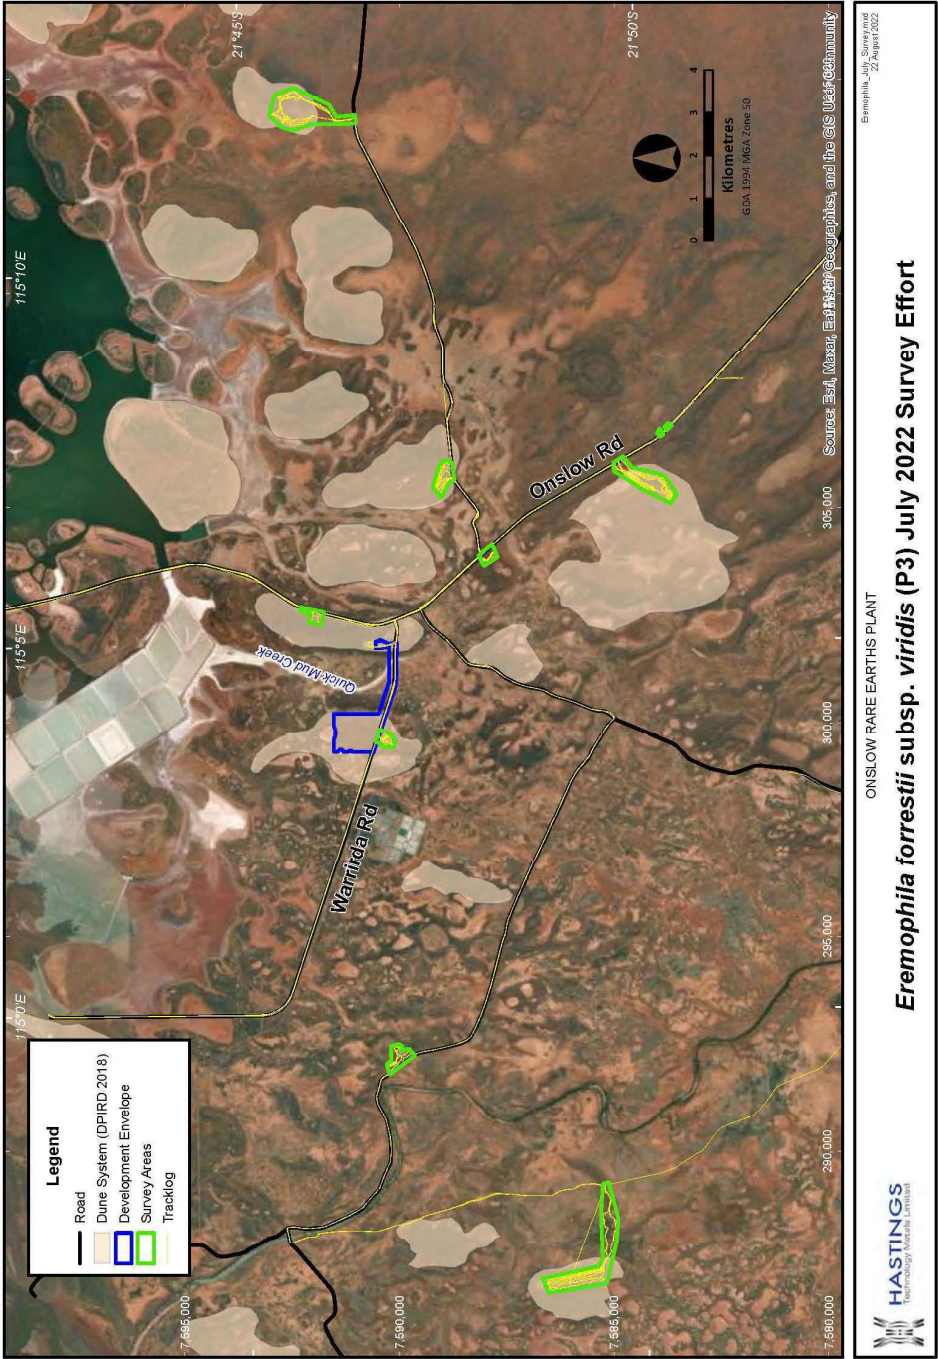 Legend
Road
Dune System (DPIRD 2018)
Development Envelope
Survey Areas
Tracklog
115°0'E
115°5'E
115°10'E
21°45'S
21°50'S
7,595,000
7,590,000
7,585,000
7,580,000
290,000
295,000
300,000
305,000
Quick Mud Creek
Warrirda Rd
Onslow Rd
0 1 2 3 4
Kilometres
GDA 1994 MGA Zone 50
Source: Esri, Maxar, Earthstar Geographics, and the GIS User Community
HASTINGS
Technology Metals Limited
ONSLOW RARE EARTHS PLANT
Eremophila forrestii subsp. viridis (P3) July 2022 Survey Effort
Eremophila_July_Survey.mxd
22 August 2022